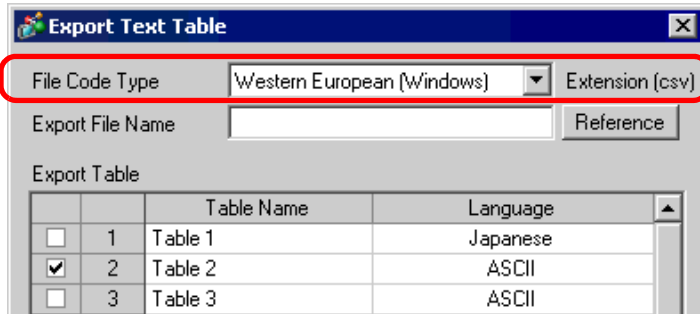 Export Text Table
File Code Type Western European (Windows) Extension (csv)
Export File Name Reference
Export Table
Table Name Language
1 Table 1 Japanese
2 Table 2 ASCII
3 Table 3 ASCII